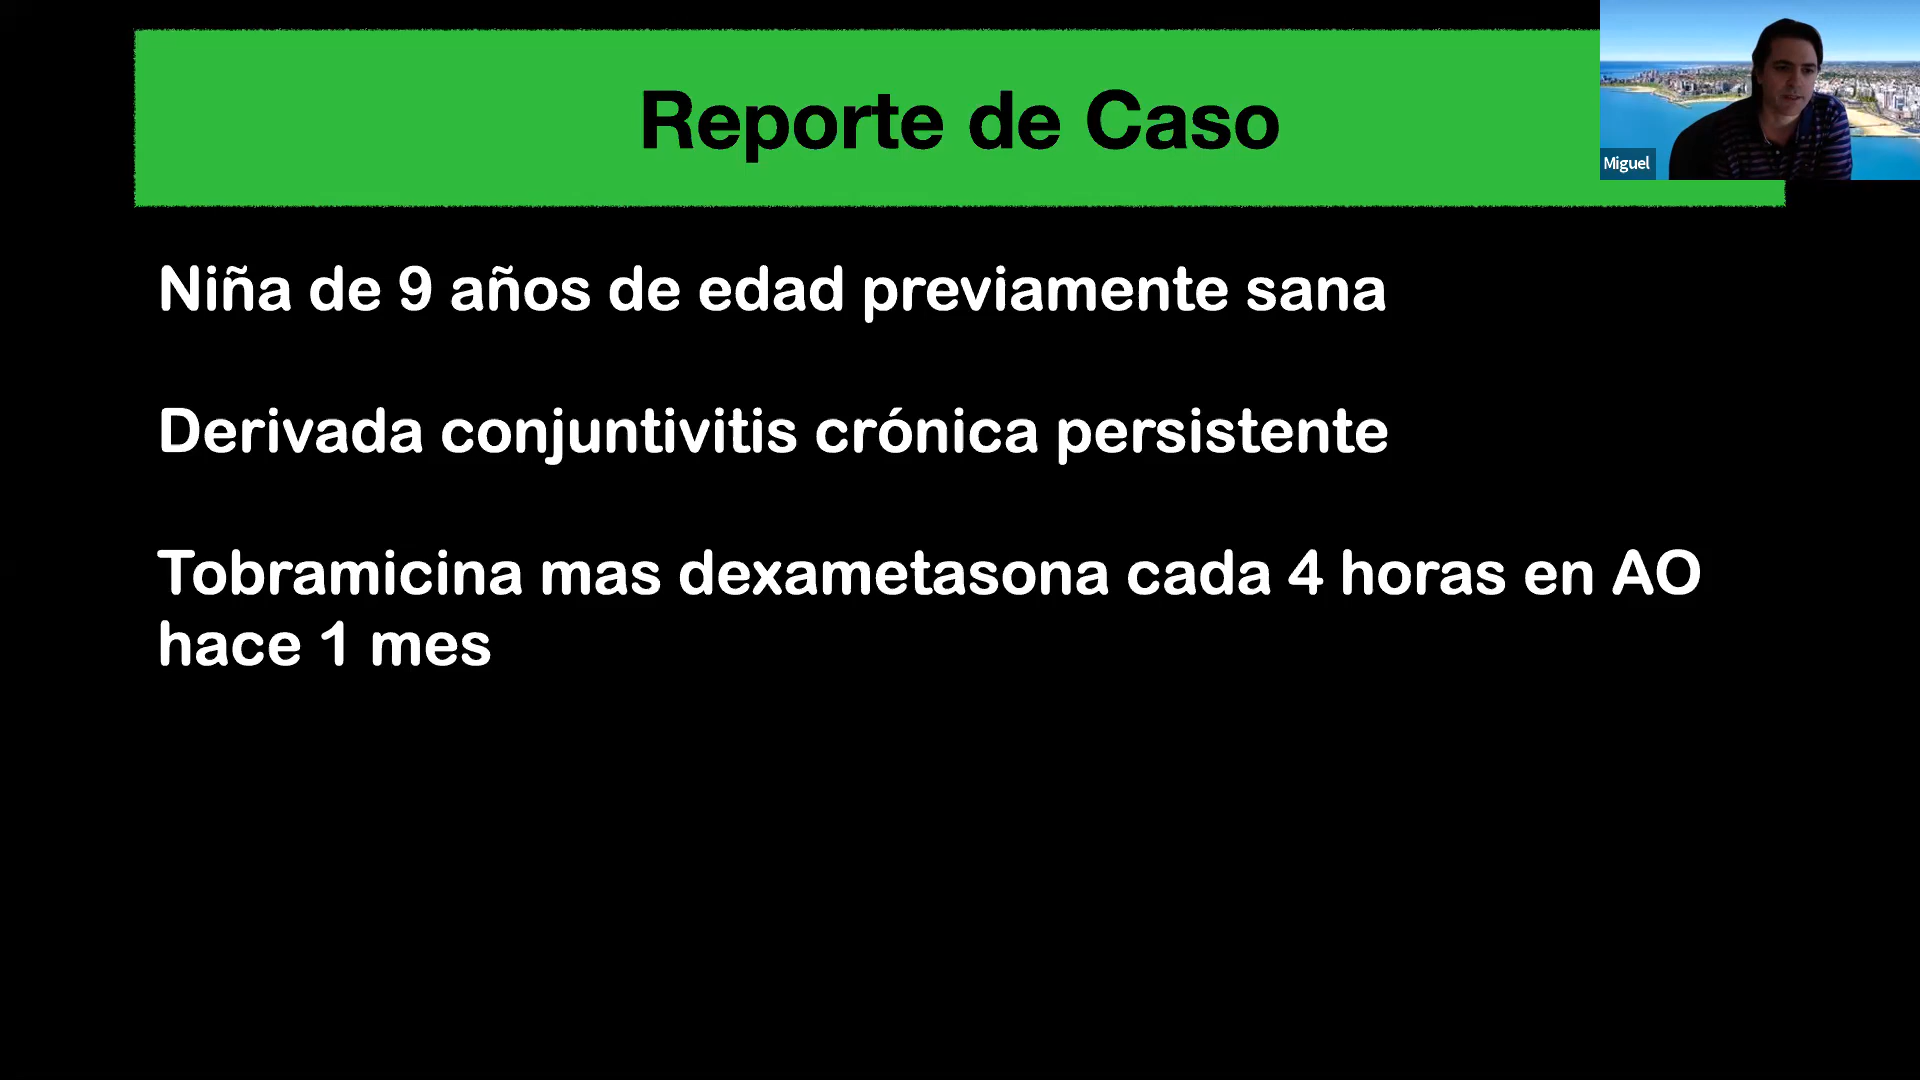 Reporte de Caso
Miguel
Niña de 9 años de edad previamente sana
Derivada conjuntivitis crónica persistente
Tobramicina mas dexametasona cada 4 horas en AO
hace 1 mes